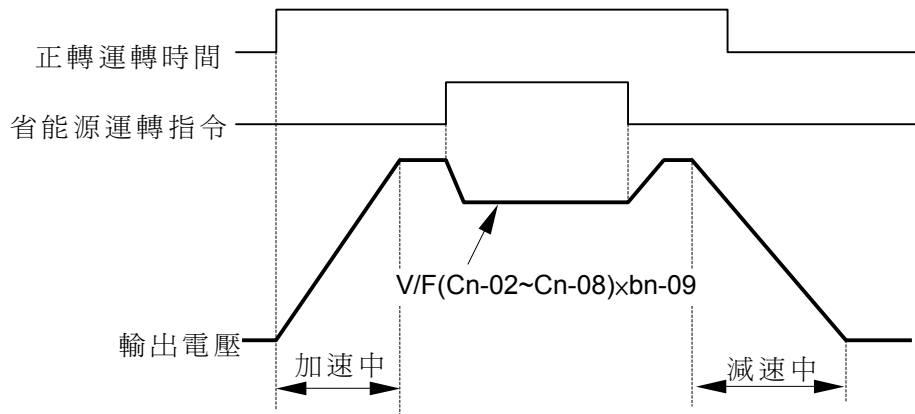 正轉運轉時間
省能源運轉指令
V/F(Cn-02~Cn-08)×bn-09
輸出電壓
加速中
減速中